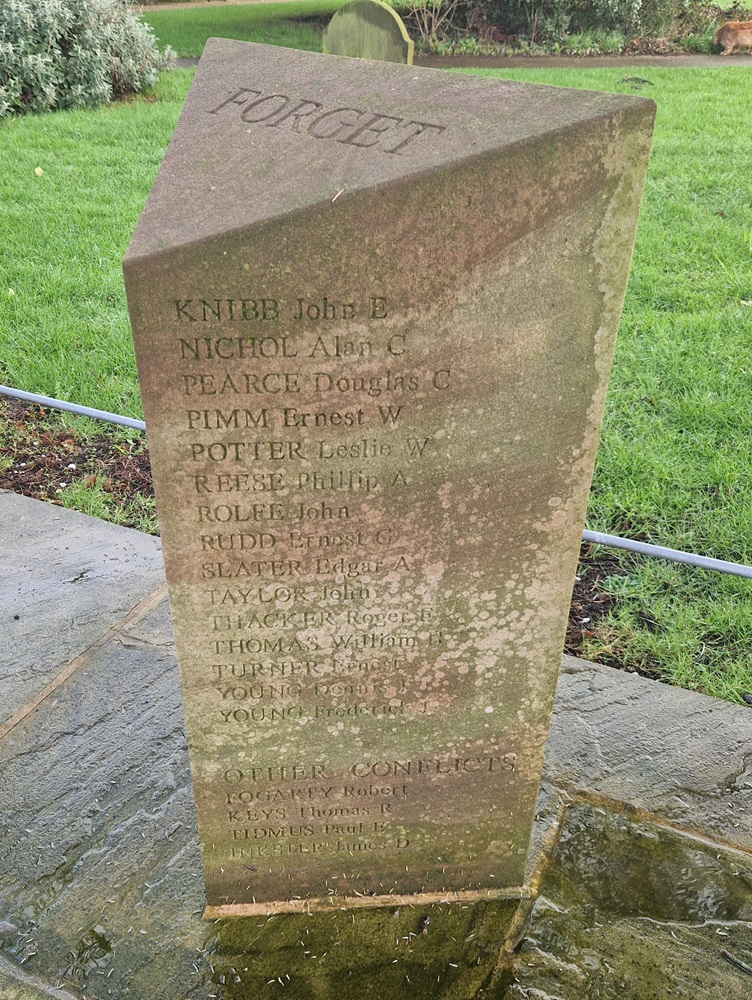 FORGET
KNIBB John E
NICHOL Alan C
PEARCE Douglas C
PIMM Ernest W
POTTER Leslie W
REESE Phillip A
ROLFE John
RUDD Ernest G
SLATER Edgar A
TAYLOR John
THACKER Roger E
THOMAS William H
TURNER Ernest
YOUNG Dennis
YOUNG Frederick J
OTHER CONFLICTS
FOGARTY Robert
KEYS Thomas R
TIDMUS Paul B
INKSTER James D